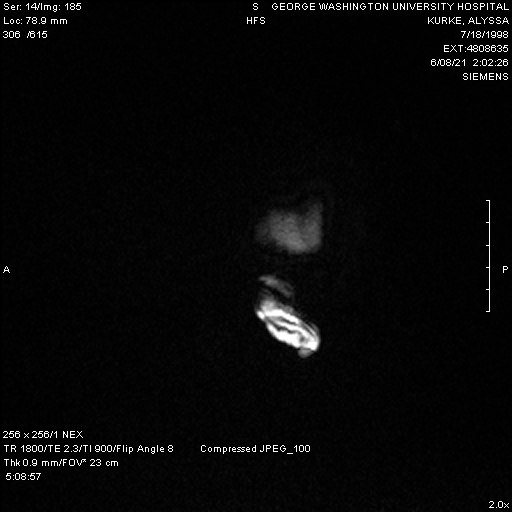 Ser: 14/Img: 185
Loc: 78.9 mm
306 /615
S
HFS
GEORGE WASHINGTON UNIVERSITY HOSPITAL
KURKE, ALYSSA
7/18/1998
EXT:4808635
6/08/21 2:02:26
SIEMENS
A
P
256 x 256/1 NEX
TR 1800/TE 2.3/TI 900/Flip Angle 8
Compressed JPEG_100
Thk 0.9 mm/FOV* 23 cm
5:08:57
2.0x